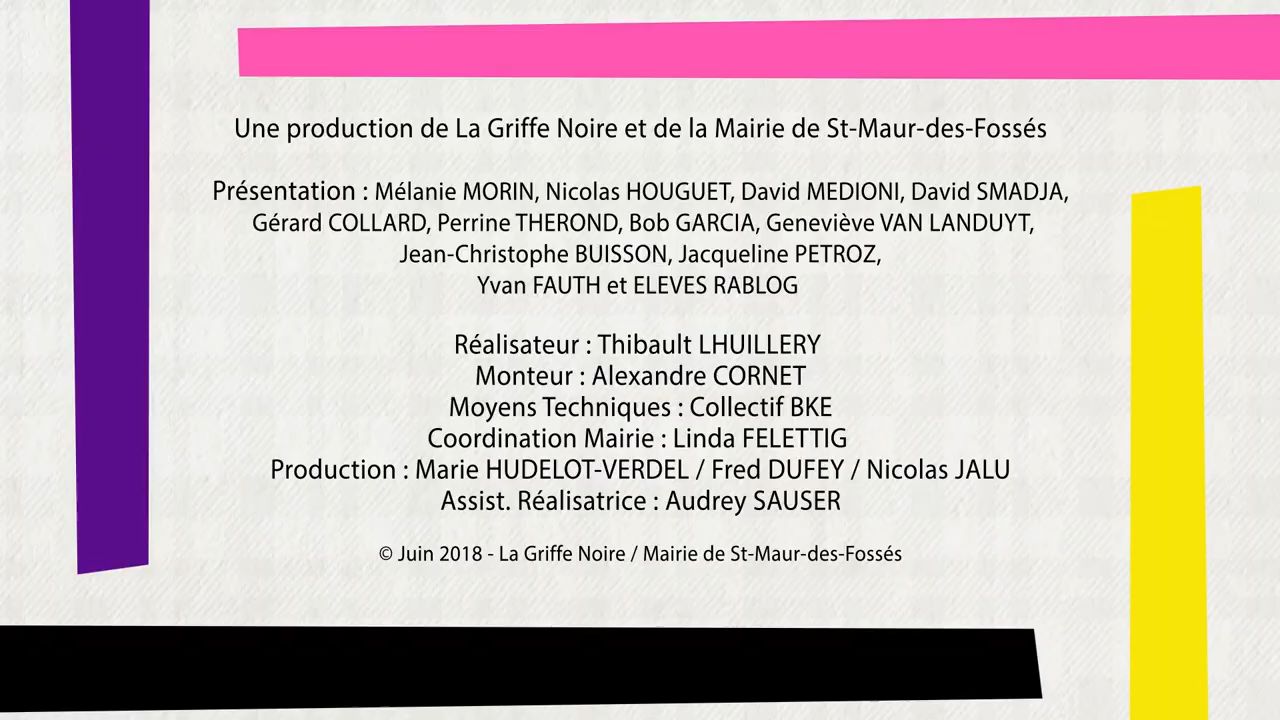 Une production de La Griffe Noire et de la Mairie de St-Maur-des-Fossés
Présentation : Mélanie MORIN, Nicolas HOUGUET, David MEDIONI, David SMADJA,
Gérard COLLARD, Perrine THEROND, Bob GARCIA, Geneviève VAN LANDUYT,
Jean-Christophe BUISSON, Jacqueline PETROZ,
Yvan FAUTH et ELEVES RABLOG
Réalisateur : Thibault LHUILLERY
Monteur : Alexandre CORNET
Moyens Techniques : Collectif BKE
Coordination Mairie : Linda FELETTIG
Production : Marie HUDELOT-VERDEL / Fred DUFEY / Nicolas JALU
Assist. Réalisatrice : Audrey SAUSER
© Juin 2018 - La Griffe Noire / Mairie de St-Maur-des-Fossés